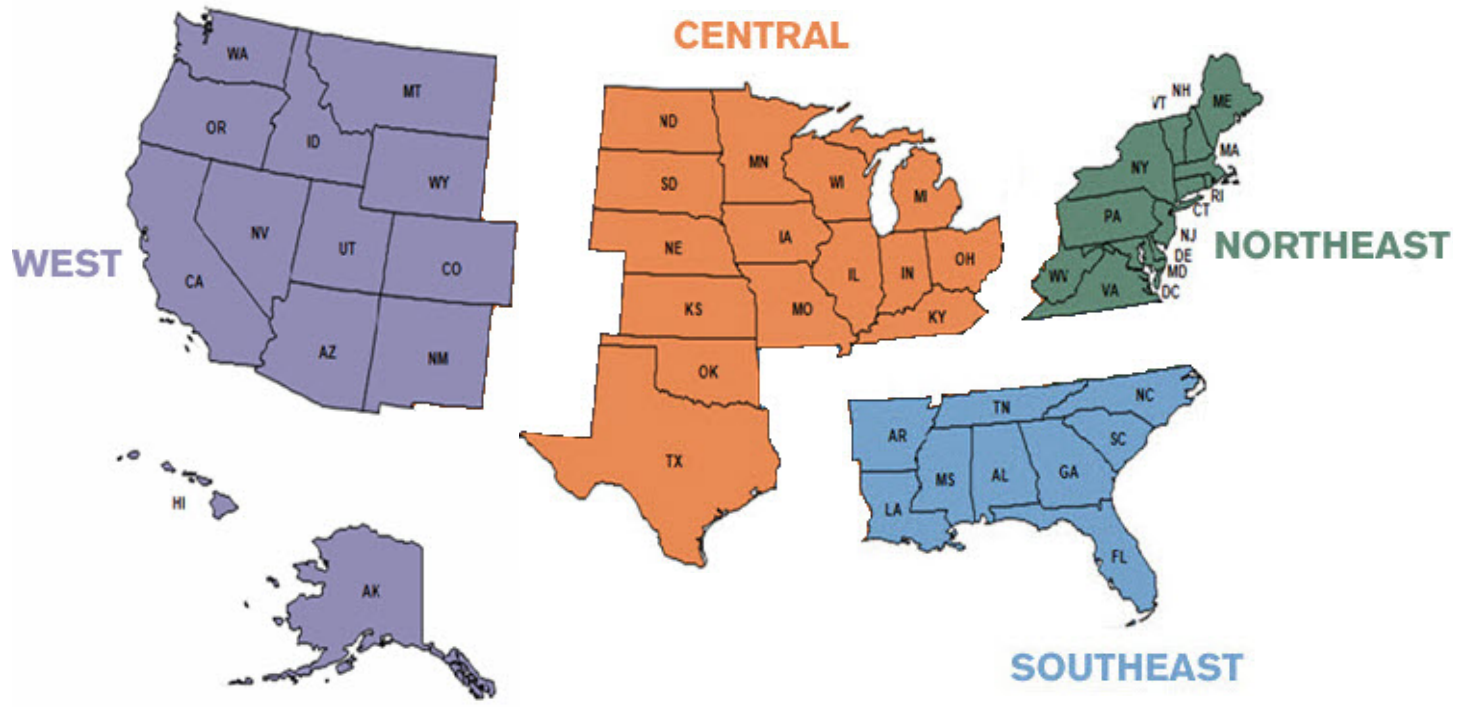 WEST
WA
MT
OR
ID
WY
NV
UT
CO
CA
AZ
NM
HI
AK
CENTRAL
ND
MN
SD
WI
MI
NE
IA
IL
IN
OH
KS
MO
KY
OK
TX
NORTHEAST
NH
VT
ME
MA
NY
RI
CT
PA
NJ
DE
WV
MD
VA
DC
SOUTHEAST
NC
TN
AR
SC
MS
AL
GA
LA
FL